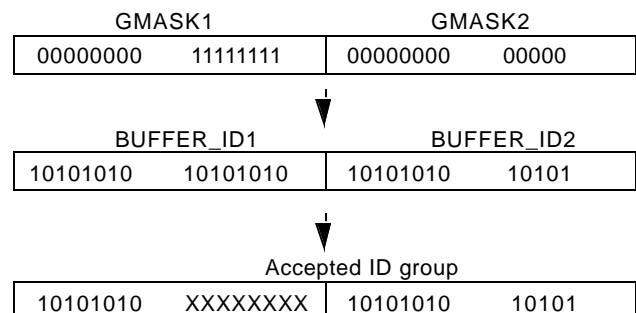 GMASK1 GMASK2
00000000 11111111 00000000 00000
BUFFER_ID1 BUFFER_ID2
10101010 10101010 10101010 10101
Accepted ID group
10101010 XXXXXXXX 10101010 10101